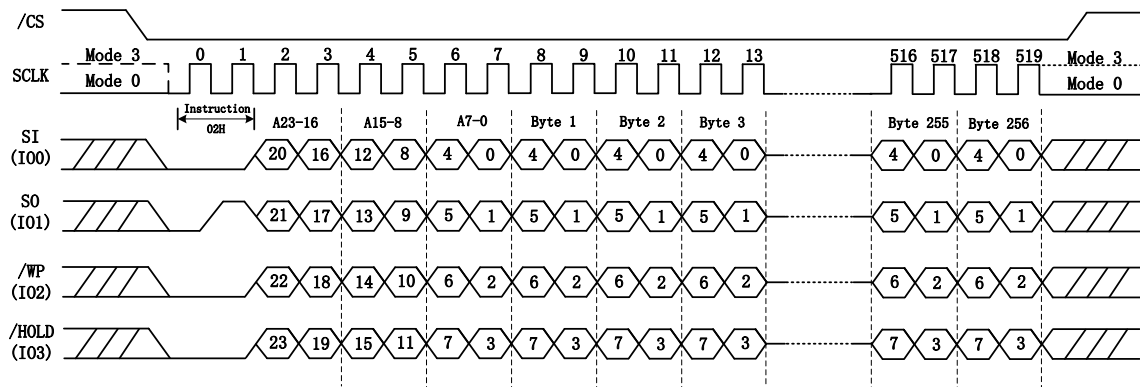 /CS
Mode 3 0 1 2 3 4 5 6 7 8 9 10 11 12 13 516 517 518 519 Mode 3
SCLK
Mode 0 Mode 0
Instruction
02H
A23-16 A15-8 A7-0 Byte 1 Byte 2 Byte 3 Byte 255 Byte 256
SI
(IO0)
20 16 12 8 4 0 4 0 4 0 4 0 4 0 4 0
SO
(IO1)
21 17 13 9 5 1 5 1 5 1 5 1 5 1 5 1
/WP
(IO2)
22 18 14 10 6 2 6 2 6 2 6 2 6 2 6 2
/HOLD
(IO3)
23 19 15 11 7 3 7 3 7 3 7 3 7 3 7 3